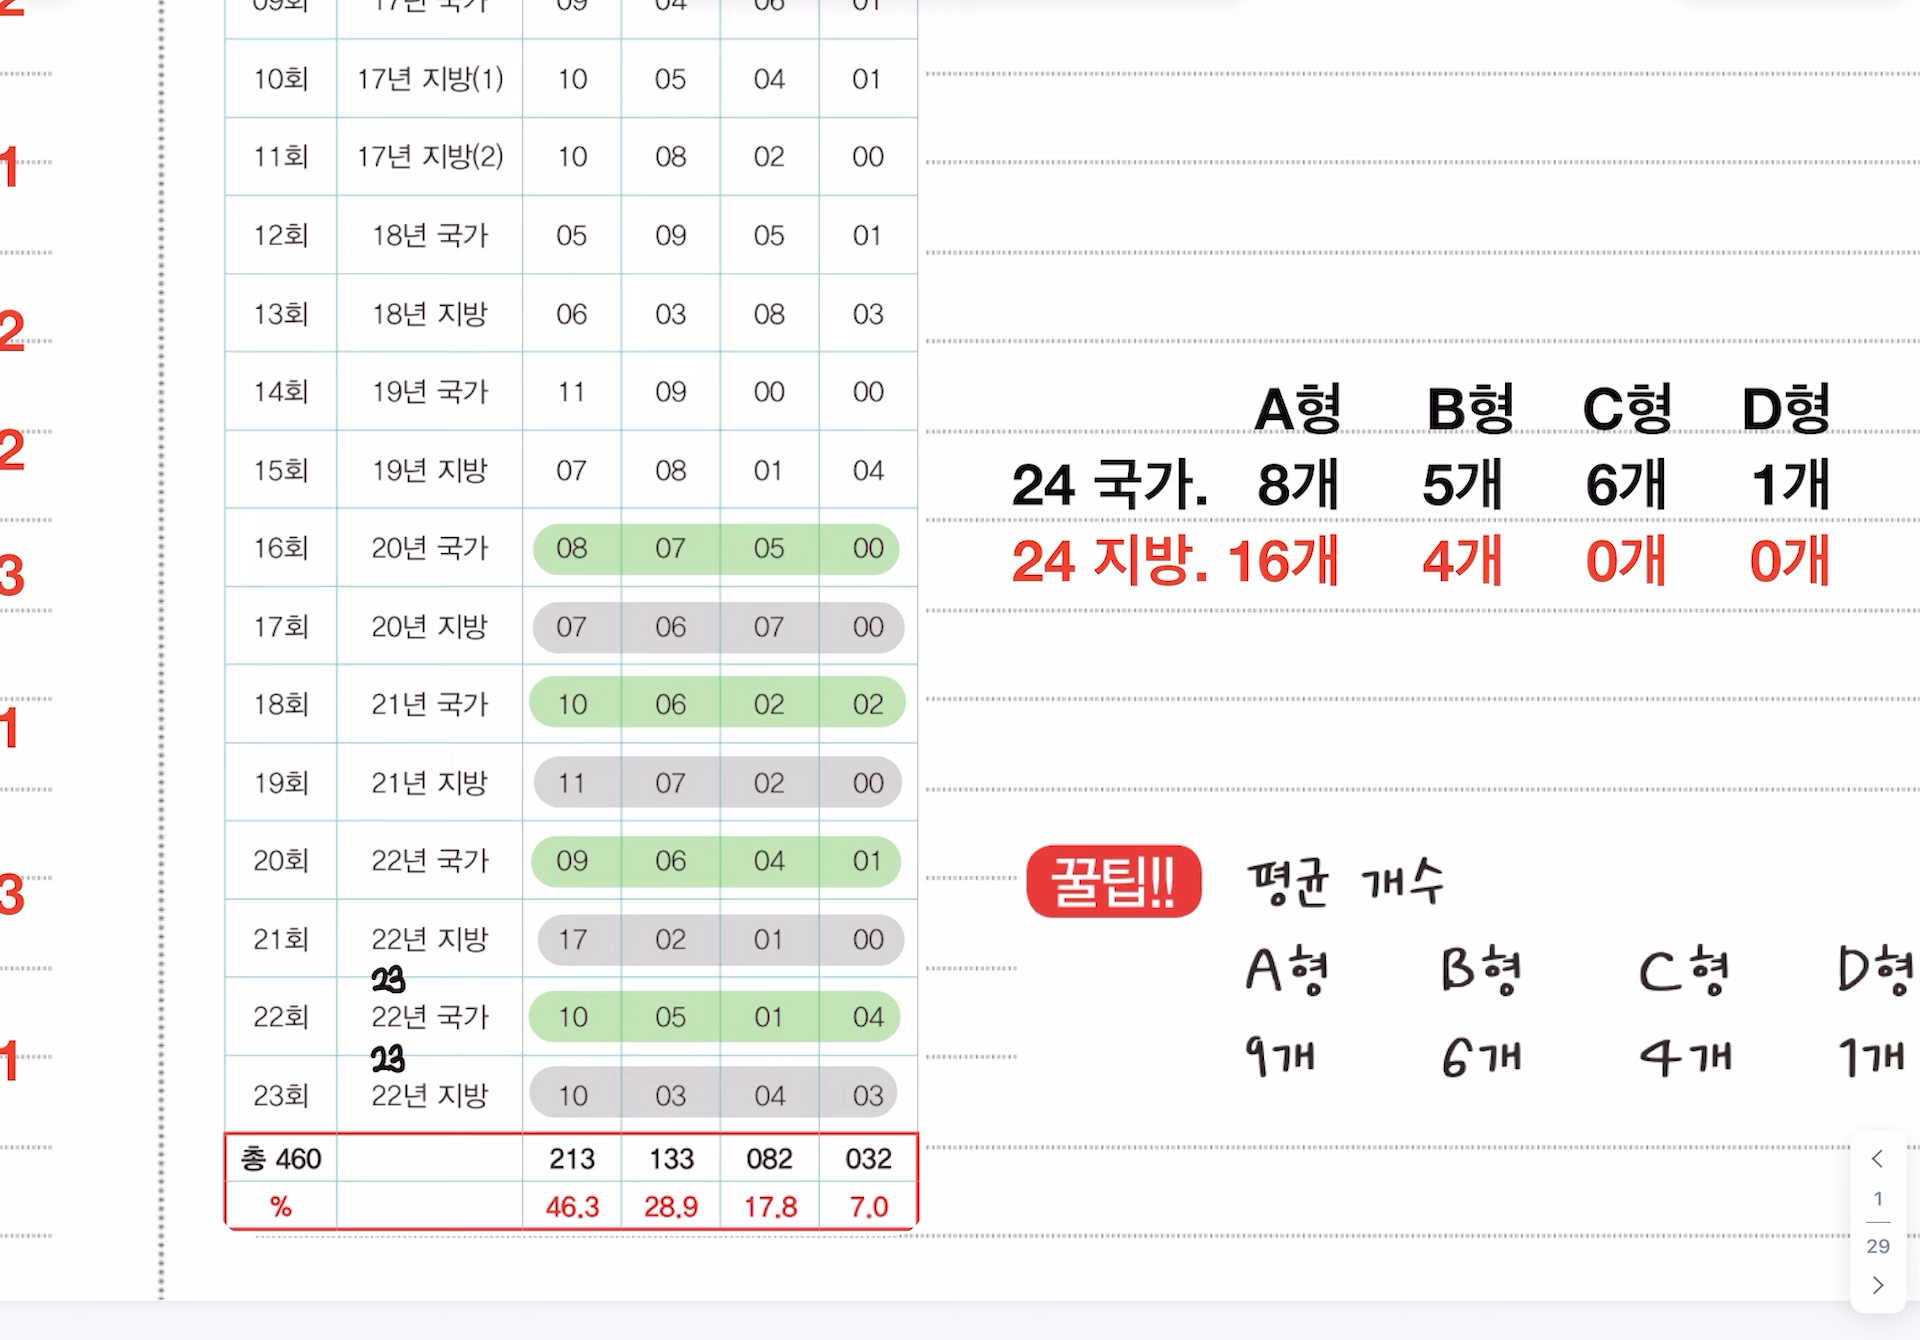 2
1
2
2
3
1
3
1
09회 17년 국가 09 04 06 01
10회 17년 지방(1) 10 05 04 01
11회 17년 지방(2) 10 08 02 00
12회 18년 국가 05 09 05 01
13회 18년 지방 06 03 08 03
14회 19년 국가 11 09 00 00
15회 19년 지방 07 08 01 04
16회 20년 국가 08 07 05 00
17회 20년 지방 07 06 07 00
18회 21년 국가 10 06 02 02
19회 21년 지방 11 07 02 00
20회 22년 국가 09 06 04 01
21회 22년 지방 17 02 01 00
23
22회 22년 국가 10 05 01 04
23
23회 22년 지방 10 03 04 03
총 460 213 133 082 032
% 46.3 28.9 17.8 7.0
A형 B형 C형 D형
24 국가. 8개 5개 6개 1개
24 지방. 16개 4개 0개 0개
꿀팁!! 평균 개수
A형 B형 C형 D형
9개 6개 4개 1개
1
29